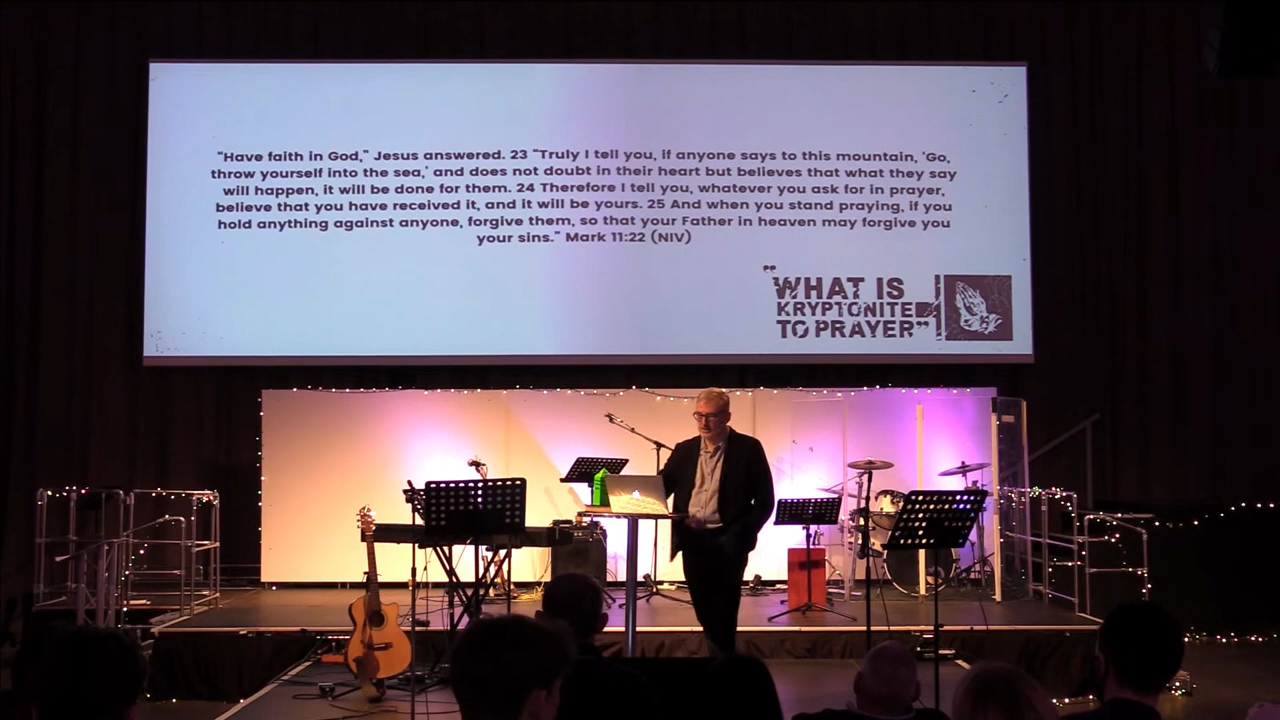 “Have faith in God,” Jesus answered. 23 “Truly I tell you, if anyone says to this mountain, ‘Go,
throw yourself into the sea,’ and does not doubt in their heart but believes that what they say
will happen, it will be done for them. 24 Therefore I tell you, whatever you ask for in prayer,
believe that you have received it, and it will be yours. 25 And when you stand praying, if you
hold anything against anyone, forgive them, so that your Father in heaven may forgive you
your sins.” Mark 11:22 (NIV)
“WHAT IS
KRYPTONITE
TO PRAYER”